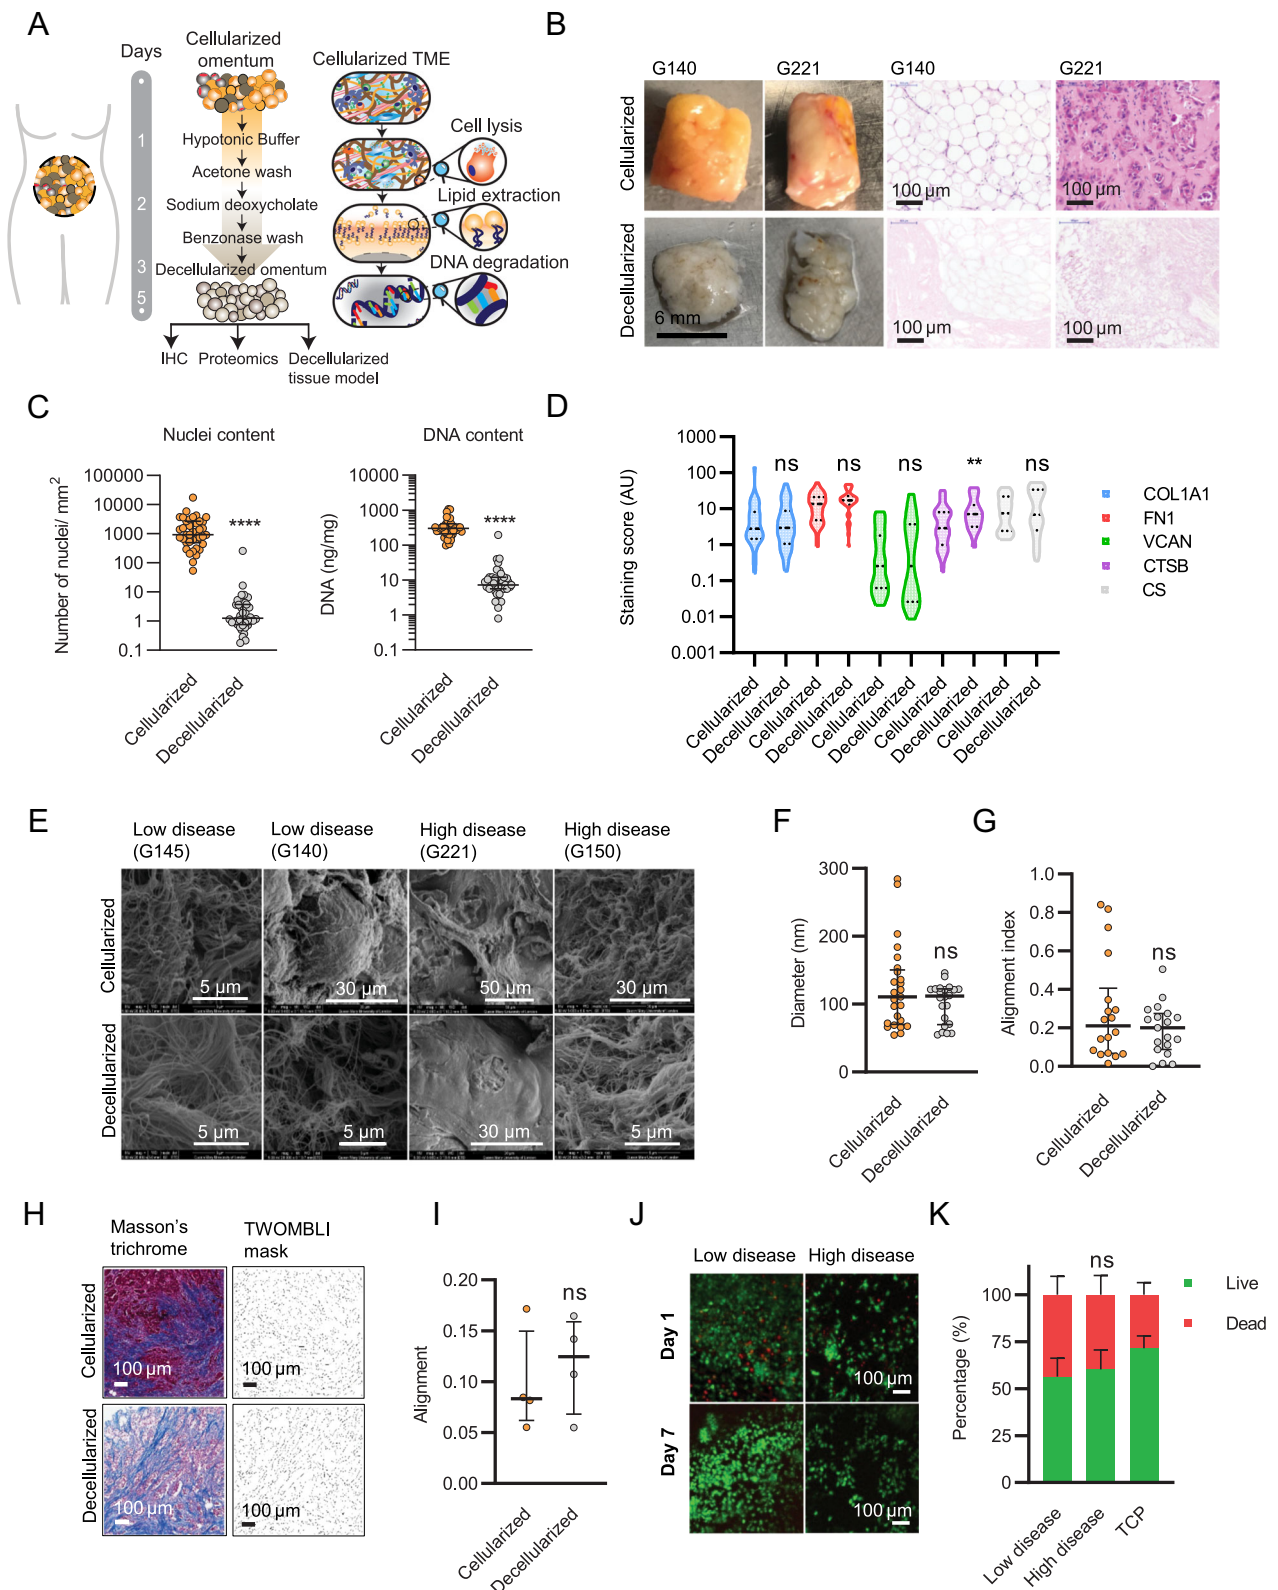 A
Days
1
2
3
5
Cellularized
omentum
Hypotonic Buffer
Acetone wash
Sodium deoxycholate
Benzonase wash
Decellularized omentum
IHC
Proteomics
Decellularized
tissue model
Cellularized TME
Cell lysis
Lipid extraction
DNA degradation
B
G140
G221
G140
G221
Cellularized
Decellularized
100 µm
100 µm
6 mm
100 µm
100 µm
C
Nuclei content
Number of nuclei/ mm²
100000
10000
1000
100
10
1
0.1
****
Cellularized
Decellularized
DNA content
DNA (ng/mg)
10000
1000
100
10
1
0.1
****
Cellularized
Decellularized
D
Staining score (AU)
1000
100
10
1
0.1
0.01
0.001
ns
ns
ns
**
ns
Cellularized
Decellularized
Cellularized
Decellularized
Cellularized
Decellularized
Cellularized
Decellularized
Cellularized
Decellularized
COL1A1
FN1
VCAN
CTSB
CS
E
Low disease
(G145)
Low disease
(G140)
High disease
(G221)
High disease
(G150)
Cellularized
5 µm
30 µm
50 µm
30 µm
Decellularized
5 µm
5 µm
30 µm
5 µm
F
Diameter (nm)
300
200
100
0
ns
Cellularized
Decellularized
G
Alignment index
1.0
0.8
0.6
0.4
0.2
0.0
ns
Cellularized
Decellularized
H
Masson's
trichrome
TWOMBLI
mask
Cellularized
100 µm
100 µm
Decellularized
100 µm
100 µm
I
Alignment
0.20
0.15
0.10
0.05
0.00
ns
Cellularized
Decellularized
J
Low disease
High disease
Day 1
100 µm
Day 7
100 µm
K
Percentage (%)
100
75
50
25
0
ns
Low disease
High disease
TCP
Live
Dead